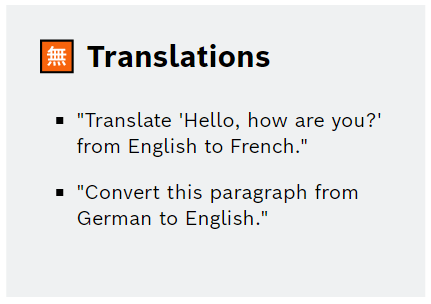 無 Translations
"Translate 'Hello, how are you?'
from English to French."
"Convert this paragraph from
German to English."